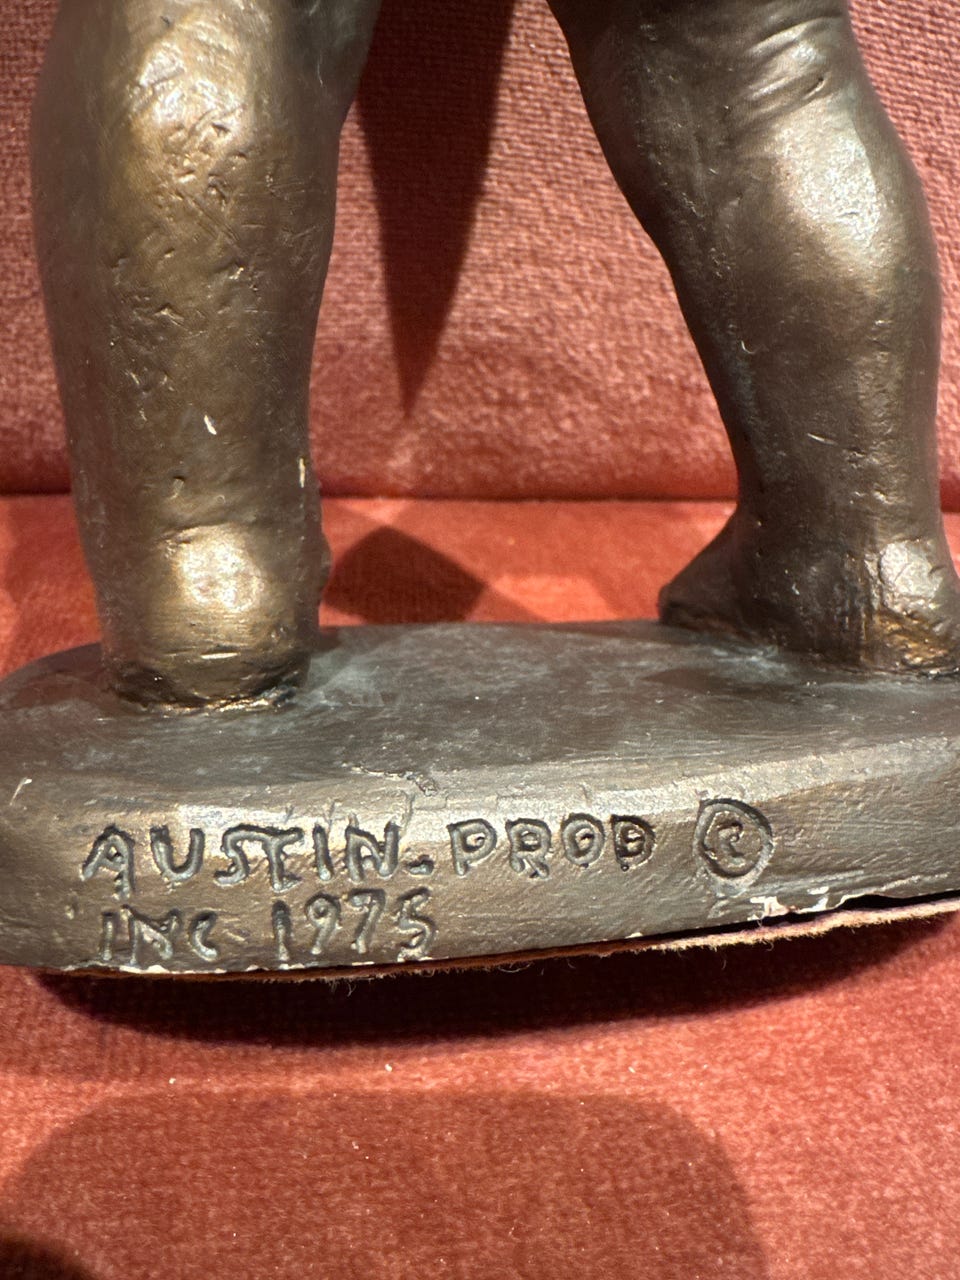 AUSTIN. PROD ©
INC 1975